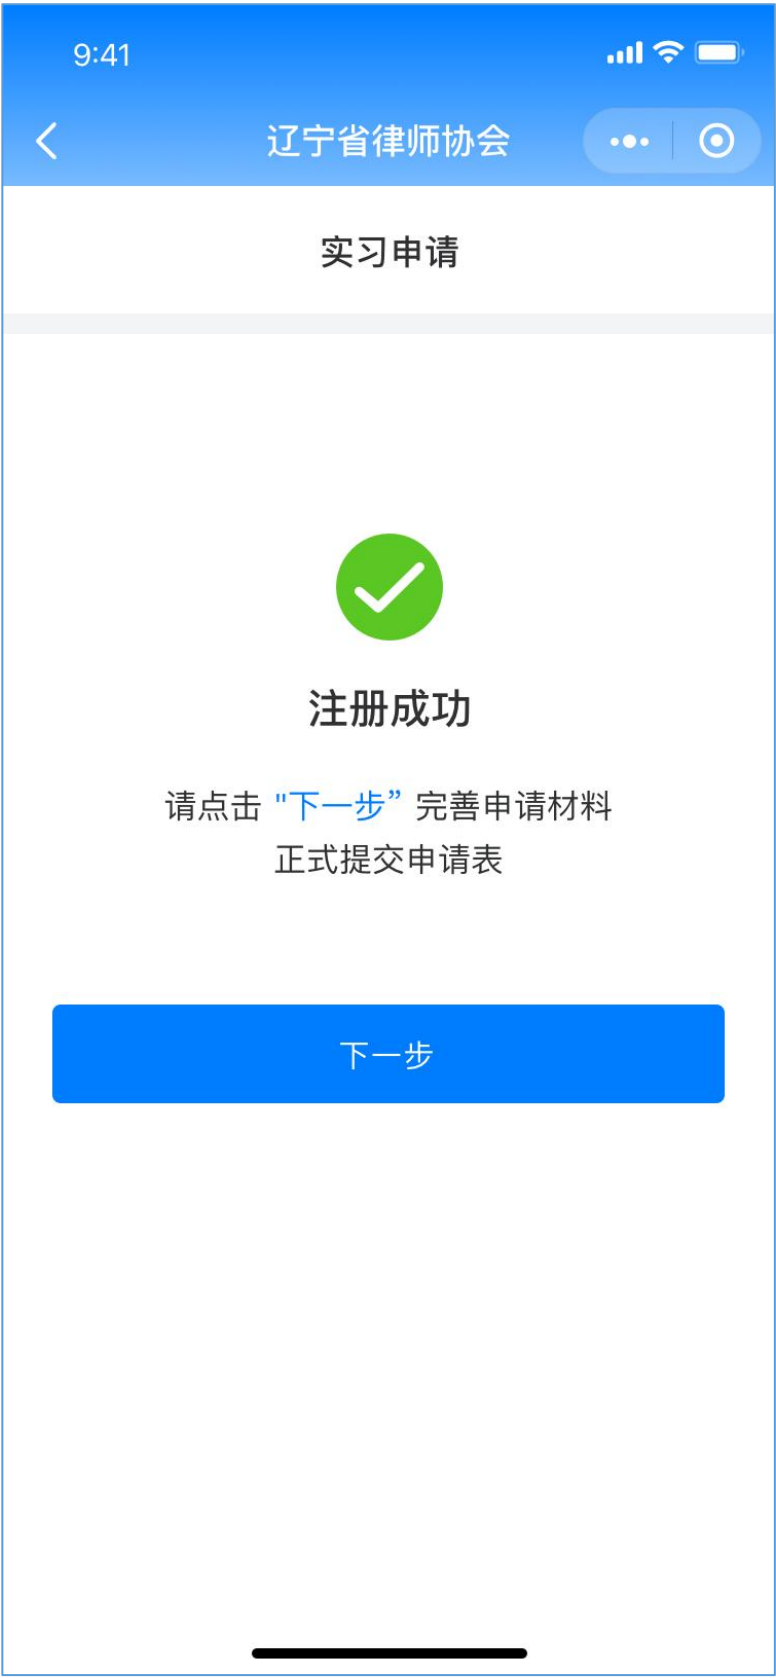 9:41
辽宁省律师协会
实习申请
注册成功
请点击 "下一步” 完善申请材料
正式提交申请表
下一步